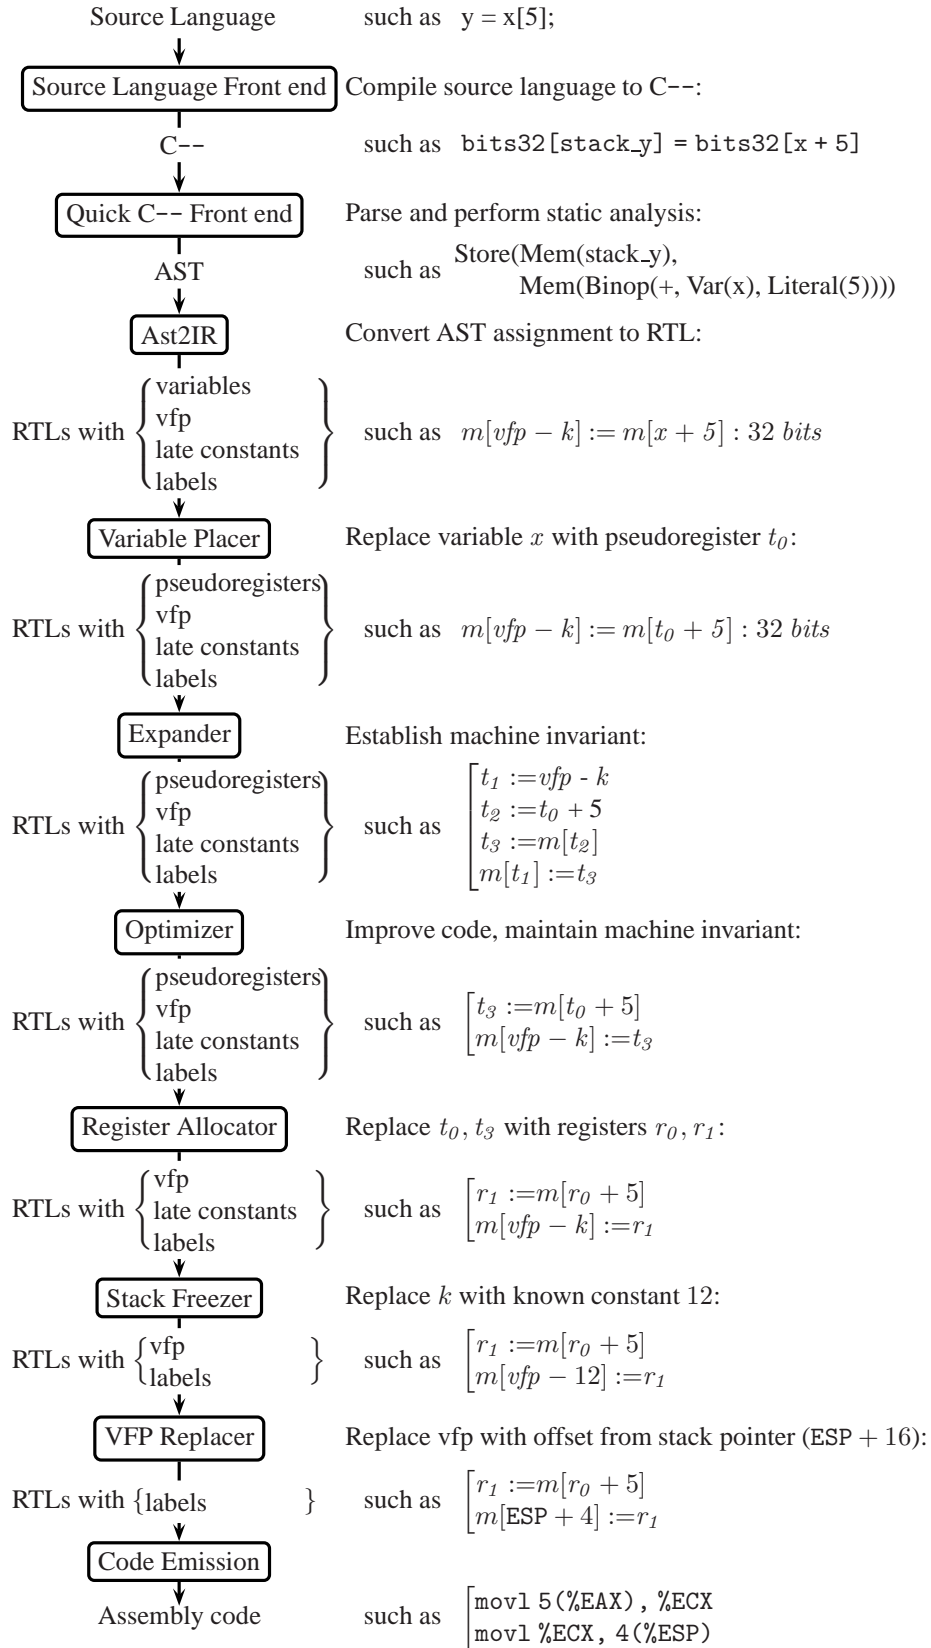 Source Language such as y = x[5];
Source Language Front end Compile source language to C--:
C-- such as bits32[stack_y] = bits32[x + 5]
Quick C-- Front end Parse and perform static analysis:
AST such as Store(Mem(stack_y),
Mem(Binop(+, Var(x), Literal(5))))
Ast2IR Convert AST assignment to RTL:
RTLs with { variables
vfp
late constants
labels } such as m[vfp − k] := m[x + 5] : 32 bits
Variable Placer Replace variable x with pseudoregister t₀:
RTLs with { pseudoregisters
vfp
late constants
labels } such as m[vfp − k] := m[t₀ + 5] : 32 bits
Expander Establish machine invariant:
RTLs with { pseudoregisters
vfp
late constants
labels } such as [ t₁ :=vfp - k
t₂ :=t₀ + 5
t₃ :=m[t₂]
m[t₁] :=t₃
Optimizer Improve code, maintain machine invariant:
RTLs with { pseudoregisters
vfp
late constants
labels } such as [ t₃ :=m[t₀ + 5]
m[vfp − k] :=t₃
Register Allocator Replace t₀, t₃ with registers r₀, r₁:
RTLs with { vfp
late constants
labels } such as [ r₁ :=m[r₀ + 5]
m[vfp − k] :=r₁
Stack Freezer Replace k with known constant 12:
RTLs with { vfp
labels } such as [ r₁ :=m[r₀ + 5]
m[vfp − 12] :=r₁
VFP Replacer Replace vfp with offset from stack pointer (ESP + 16):
RTLs with {labels } such as [ r₁ :=m[r₀ + 5]
m[ESP + 4] :=r₁
Code Emission
Assembly code such as [ movl 5(%EAX), %ECX
movl %ECX, 4(%ESP)